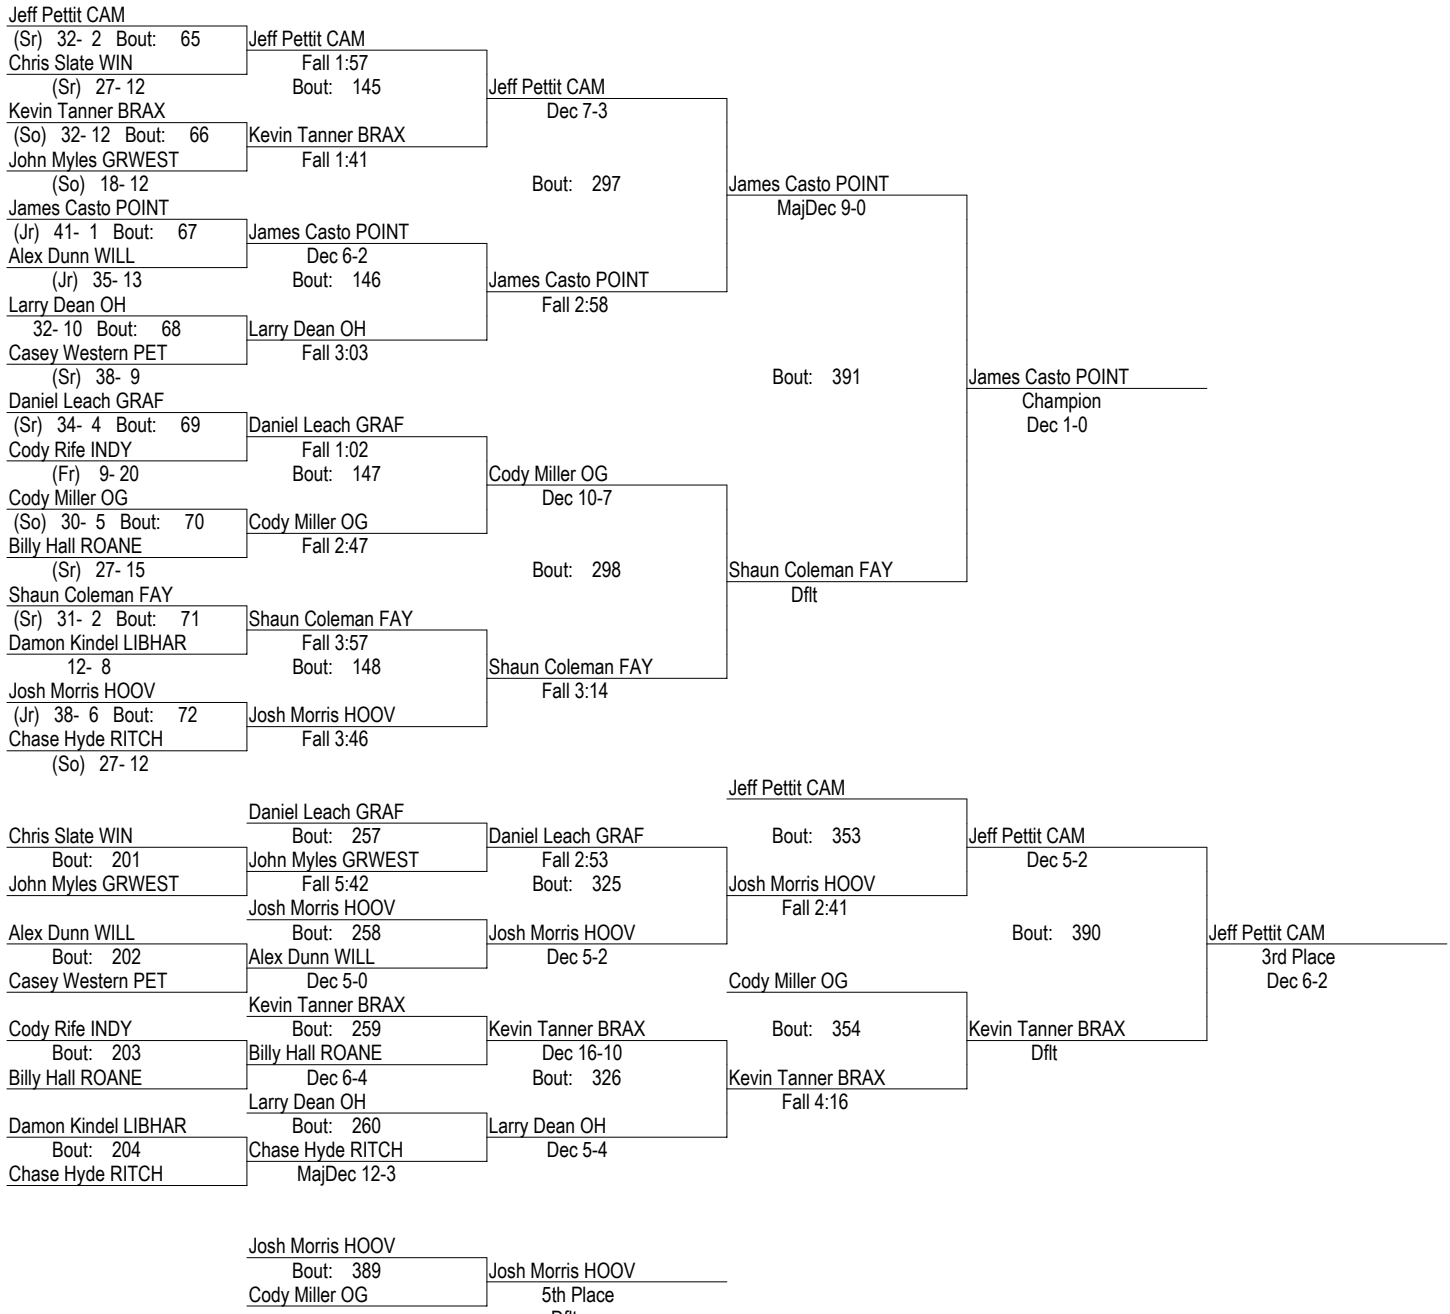 Jeff Pettit CAM
(Sr) 32- 2 Bout: 65 Jeff Pettit CAM
Chris Slate WIN Fall 1:57
(Sr) 27- 12 Bout: 145 Jeff Pettit CAM
Kevin Tanner BRAX Dec 7-3
(So) 32- 12 Bout: 66 Kevin Tanner BRAX
John Myles GRWEST Fall 1:41
(So) 18- 12 Bout: 297 James Casto POINT
James Casto POINT MajDec 9-0
(Jr) 41- 1 Bout: 67 James Casto POINT
Alex Dunn WILL Dec 6-2
(Jr) 35- 13 Bout: 146 James Casto POINT
Larry Dean OH Fall 2:58
32- 10 Bout: 68 Larry Dean OH
Casey Western PET Fall 3:03
(Sr) 38- 9 Bout: 391 James Casto POINT
Daniel Leach GRAF Champion
(Sr) 34- 4 Bout: 69 Daniel Leach GRAF Dec 1-0
Cody Rife INDY Fall 1:02
(Fr) 9- 20 Bout: 147 Cody Miller OG
Cody Miller OG Dec 10-7
(So) 30- 5 Bout: 70 Cody Miller OG
Billy Hall ROANE Fall 2:47
(Sr) 27- 15 Bout: 298 Shaun Coleman FAY
Shaun Coleman FAY Dflt
(Sr) 31- 2 Bout: 71 Shaun Coleman FAY
Damon Kindel LIBHAR Fall 3:57
12- 8 Bout: 148 Shaun Coleman FAY
Josh Morris HOOV Fall 3:14
(Jr) 38- 6 Bout: 72 Josh Morris HOOV
Chase Hyde RITCH Fall 3:46
(So) 27- 12
Jeff Pettit CAM
Daniel Leach GRAF
Chris Slate WIN Bout: 257 Daniel Leach GRAF Bout: 353 Jeff Pettit CAM
Bout: 201 John Myles GRWEST Fall 2:53 Dec 5-2
John Myles GRWEST Fall 5:42 Bout: 325 Josh Morris HOOV
Josh Morris HOOV Fall 2:41
Alex Dunn WILL Bout: 258 Josh Morris HOOV Bout: 390 Jeff Pettit CAM
Bout: 202 Alex Dunn WILL Dec 5-2 3rd Place
Casey Western PET Dec 5-0 Cody Miller OG Dec 6-2
Kevin Tanner BRAX
Cody Rife INDY Bout: 259 Kevin Tanner BRAX Bout: 354 Kevin Tanner BRAX
Bout: 203 Billy Hall ROANE Dec 16-10 Dflt
Billy Hall ROANE Dec 6-4 Bout: 326 Kevin Tanner BRAX
Larry Dean OH Fall 4:16
Damon Kindel LIBHAR Bout: 260 Larry Dean OH
Bout: 204 Chase Hyde RITCH Dec 5-4
Chase Hyde RITCH MajDec 12-3
Josh Morris HOOV
Bout: 389 Josh Morris HOOV
Cody Miller OG 5th Place